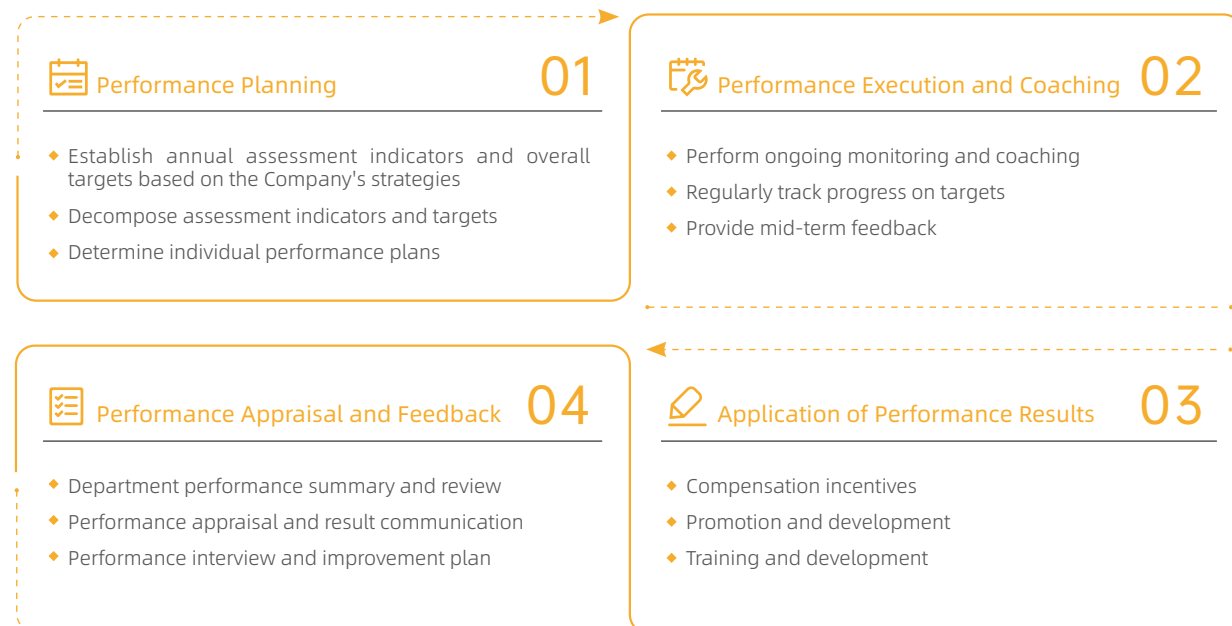 Performance Planning 01
Establish annual assessment indicators and overall
targets based on the Company's strategies
Decompose assessment indicators and targets
Determine individual performance plans
Performance Execution and Coaching 02
Perform ongoing monitoring and coaching
Regularly track progress on targets
Provide mid-term feedback
Application of Performance Results 03
Compensation incentives
Promotion and development
Training and development
Performance Appraisal and Feedback 04
Department performance summary and review
Performance appraisal and result communication
Performance interview and improvement plan